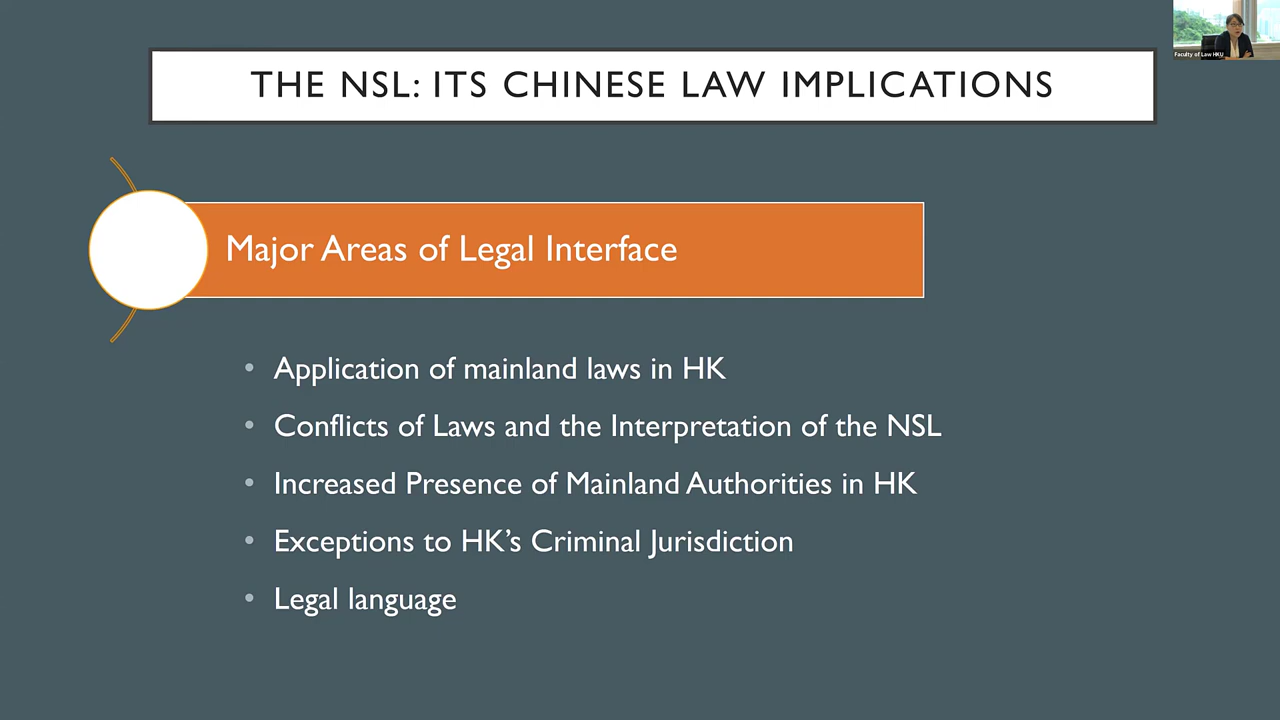 Faculty of Law HKU
THE NSL: ITS CHINESE LAW IMPLICATIONS
Major Areas of Legal Interface
• Application of mainland laws in HK
• Conflicts of Laws and the Interpretation of the NSL
• Increased Presence of Mainland Authorities in HK
• Exceptions to HK’s Criminal Jurisdiction
• Legal language